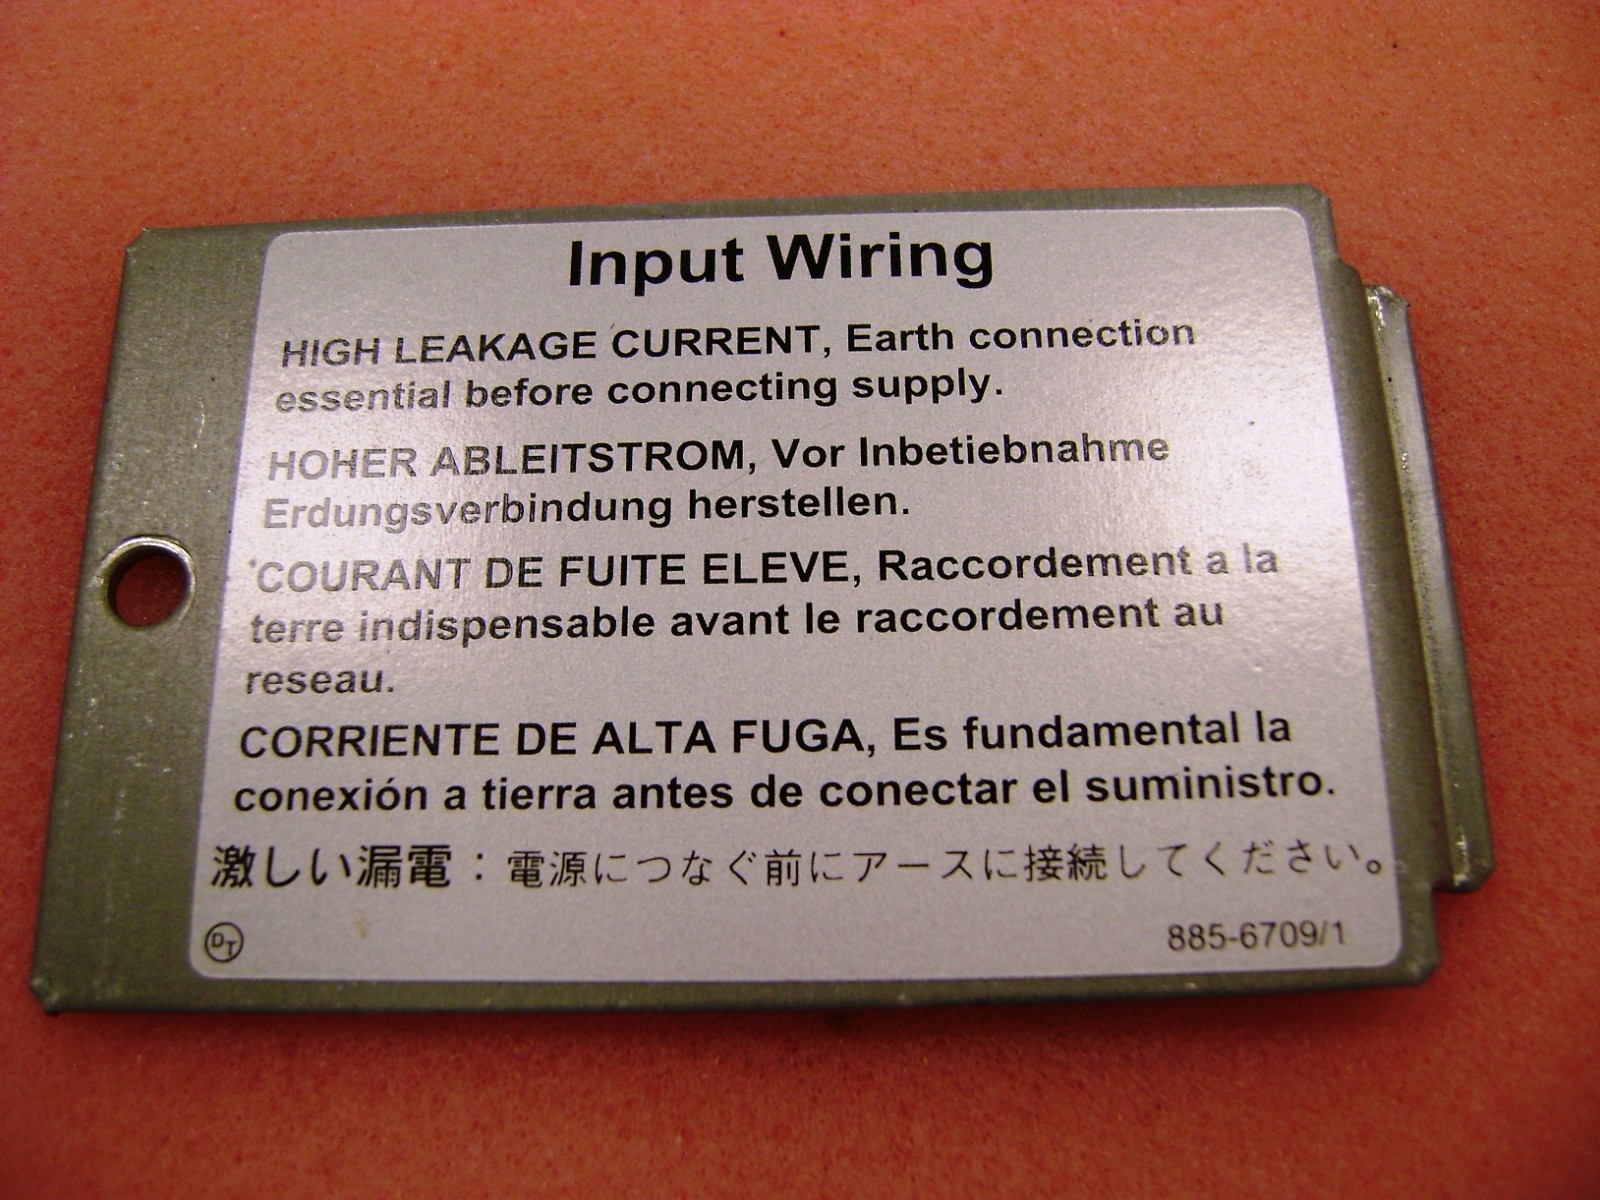 Input Wiring
HIGH LEAKAGE CURRENT, Earth connection
essential before connecting supply.
HOHER ABLEITSTROM, Vor Inbetiebnahme
Erdungsverbindung herstellen.
COURANT DE FUITE ELEVE, Raccordement a la
terre indispensable avant le raccordement au
reseau.
CORRIENTE DE ALTA FUGA, Es fundamental la
conexión a tierra antes de conectar el suministro.
激しい漏電：電源につなぐ前にアースに接続してください。
DT
885-6709/1